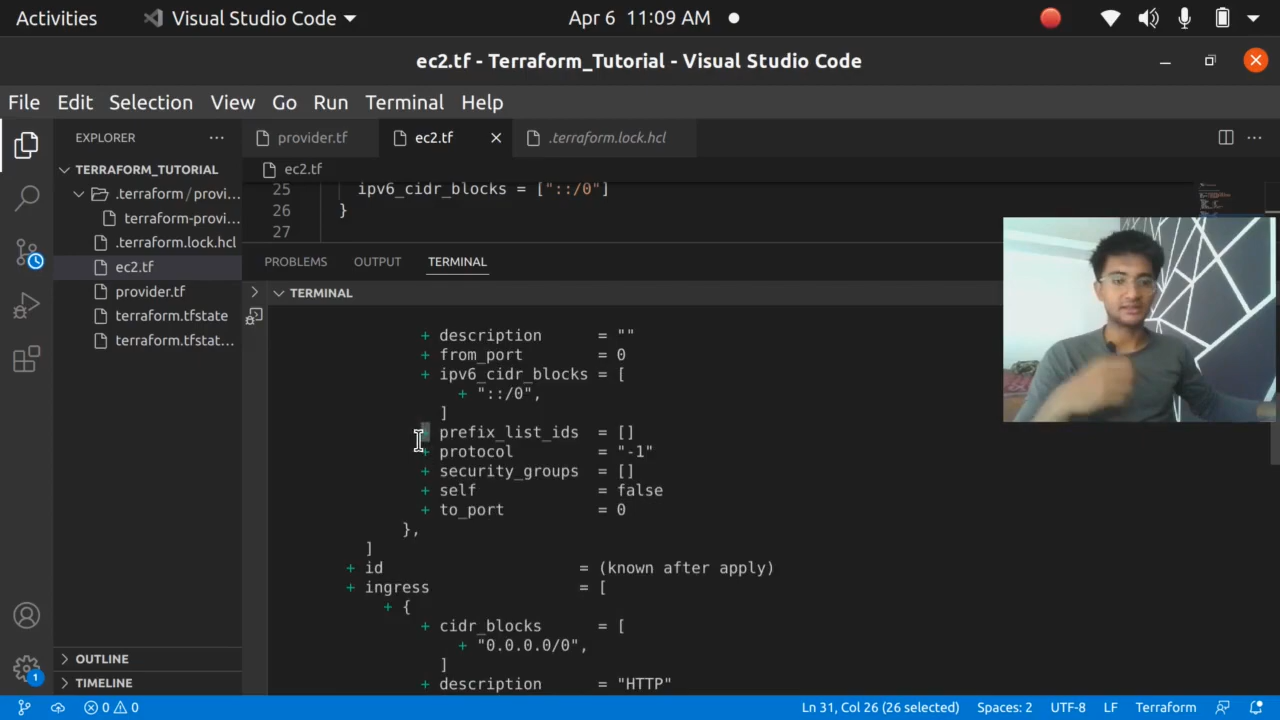 Activities
Visual Studio Code
Apr 6 11:09 AM
ec2.tf - Terraform_Tutorial - Visual Studio Code
File Edit Selection View Go Run Terminal Help
EXPLORER
TERRAFORM_TUTORIAL
.terraform / provi...
terraform-provi...
.terraform.lock.hcl
ec2.tf
provider.tf
terraform.tfstate
terraform.tfstat...
OUTLINE
TIMELINE
1
provider.tf
ec2.tf
.terraform.lock.hcl
ec2.tf
25 ipv6_cidr_blocks = ["::/0"]
26 }
27
PROBLEMS OUTPUT TERMINAL
TERMINAL
+ description = ""
+ from_port = 0
+ ipv6_cidr_blocks = [
+ "::/0",
]
+ prefix_list_ids = []
+ protocol = "-1"
+ security_groups = []
+ self = false
+ to_port = 0
},
]
+ id = (known after apply)
+ ingress = [
+ {
+ cidr_blocks = [
+ "0.0.0.0/0",
]
+ description = "HTTP"
0 0
Ln 31, Col 26 (26 selected)
Spaces: 2
UTF-8
LF
Terraform